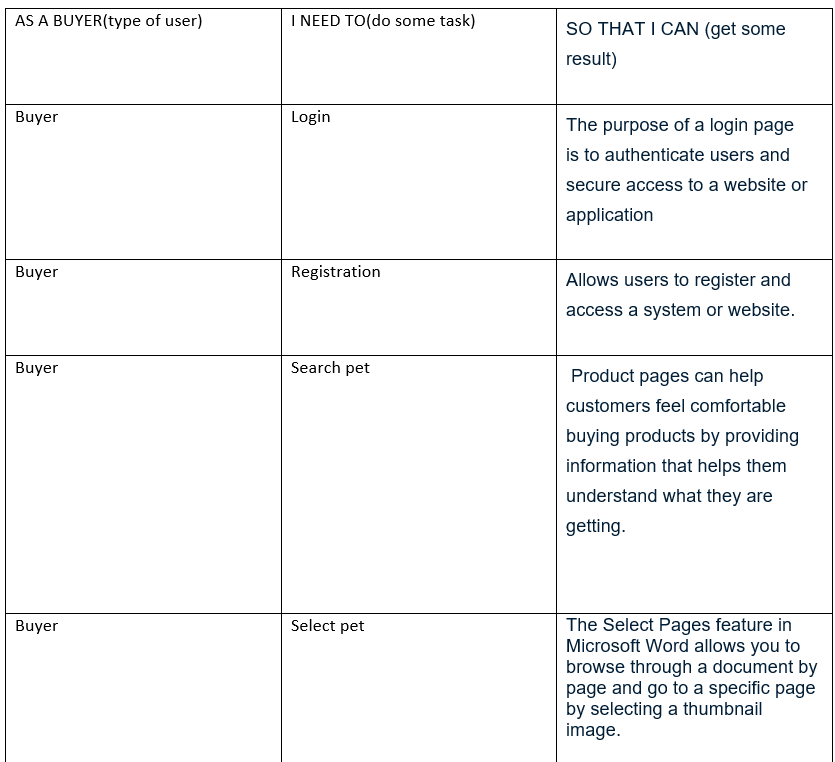 AS A BUYER(type of user)
I NEED TO(do some task)
SO THAT I CAN (get some
result)
Buyer
Login
The purpose of a login page
is to authenticate users and
secure access to a website or
application
Buyer
Registration
Allows users to register and
access a system or website.
Buyer
Search pet
Product pages can help
customers feel comfortable
buying products by providing
information that helps them
understand what they are
getting.
Buyer
Select pet
The Select Pages feature in
Microsoft Word allows you to
browse through a document by
page and go to a specific page
by selecting a thumbnail
image.